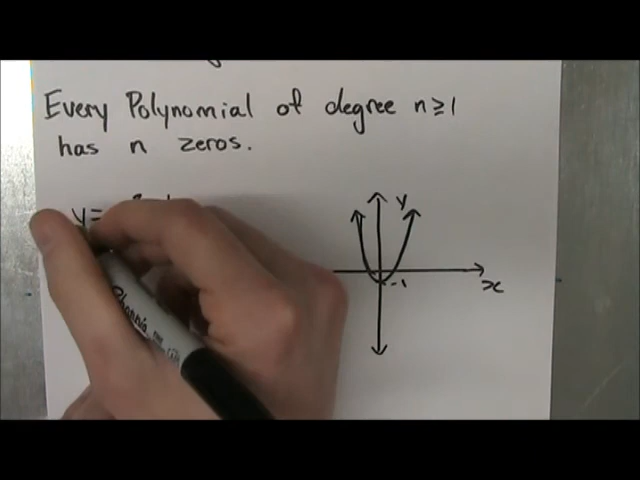 Every Polynomial of degree n≥1
has n zeros.
y=
y
-1
x